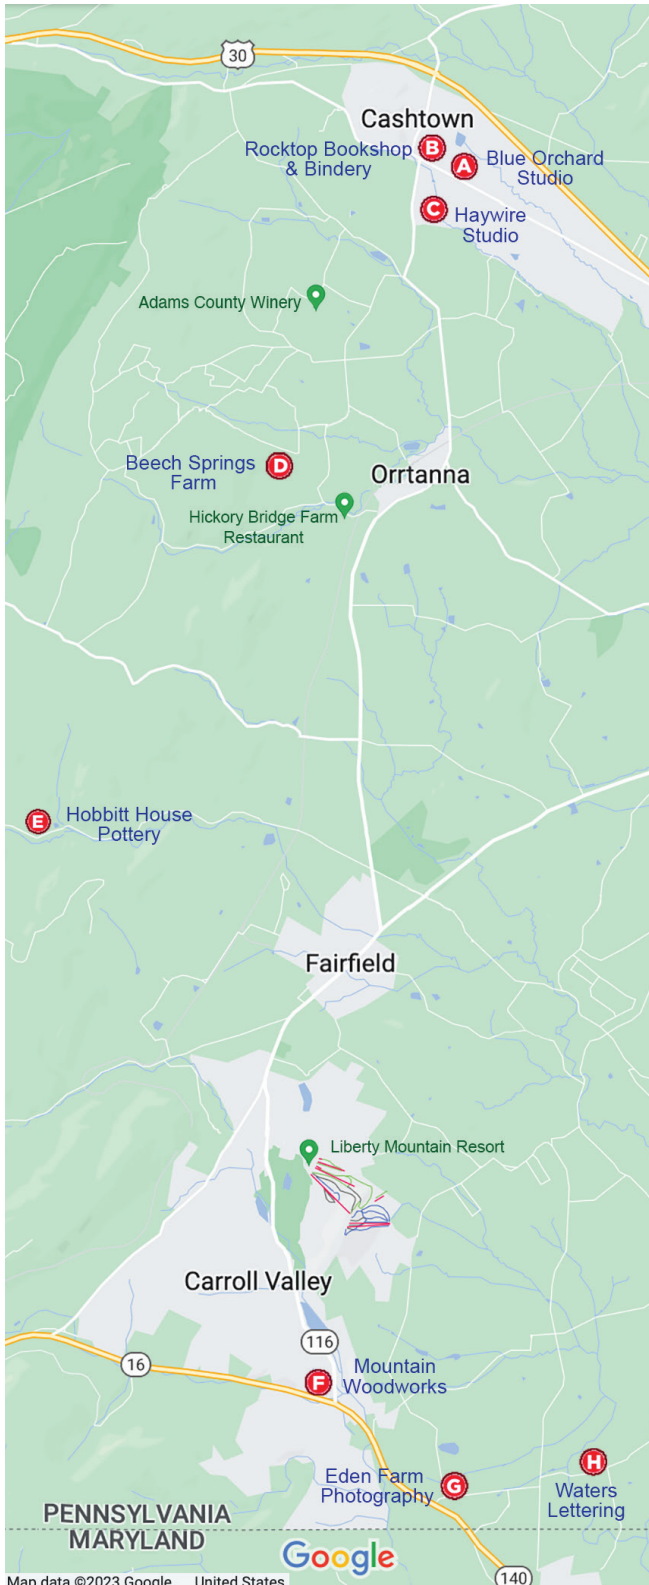 30
Cashtown
Rocktop Bookshop
& Bindery
B
A
Blue Orchard
Studio
C
Haywire
Studio
Adams County Winery
Beech Springs
Farm
D
Orrtanna
Hickory Bridge Farm
Restaurant
E
Hobbitt House
Pottery
Fairfield
Liberty Mountain Resort
Carroll Valley
116
16
F
Mountain
Woodworks
Eden Farm
Photography
G
H
Waters
Lettering
PENNSYLVANIA
MARYLAND
Google
140
Map data ©2023 Google United States